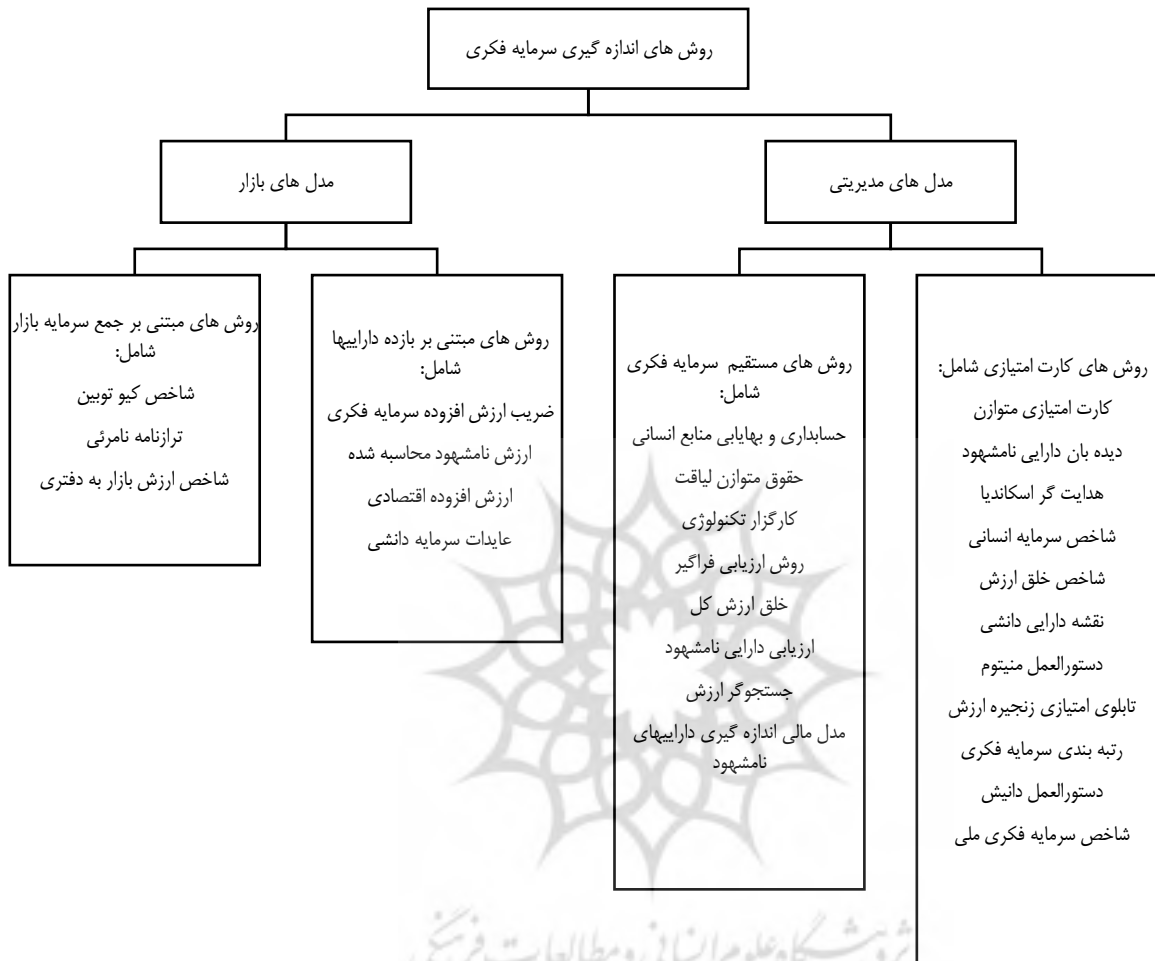 روش های اندازه گیری سرمایه فکری
مدل های مدیریتی
مدل های بازار
روش های کارت امتیازی شامل:
کارت امتیازی متوازن
دیده بان دارایی نامشهود
هدایت گر اسکاندیا
شاخص سرمایه انسانی
شاخص خلق ارزش
نقشه دارایی دانشی
دستورالعمل منیتوم
تابلوی امتیازی زنجیره ارزش
رتبه بندی سرمایه فکری
دستورالعمل دانیش
شاخص سرمایه فکری ملی
روش های مستقیم سرمایه فکری
شامل:
حسابداری و بهایابی منابع انسانی
حقوق متوازن لیاقت
کارگزار تکنولوژی
روش ارزیابی فراگیر
خلق ارزش کل
ارزیابی دارایی نامشهود
جستجوگر ارزش
مدل مالی اندازه گیری داراییهای
نامشهود
روش های مبتنی بر بازده داراییها
شامل:
ضریب ارزش افزوده سرمایه فکری
ارزش نامشهود محاسبه شده
ارزش افزوده اقتصادی
عایدات سرمایه دانشی
روش های مبتنی بر جمع سرمایه بازار
شامل:
شاخص کیو توبین
ترازنامه نامرئی
شاخص ارزش بازار به دفتری
پژوهشگاه علوم انسانی و مطالعات فرهنگی